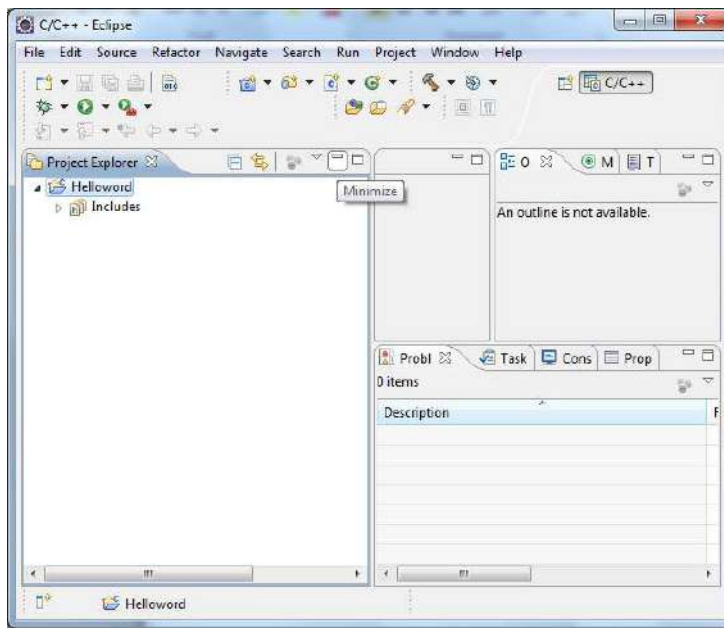 C/C++ - Eclipse
File Edit Source Refactor Navigate Search Run Project Window Help
010
C/C++
Project Explorer
O M T
Minimize
Helloword
Includes
An outline is not available.
Probl Task Cons Prop
0 items
Description F
Helloword